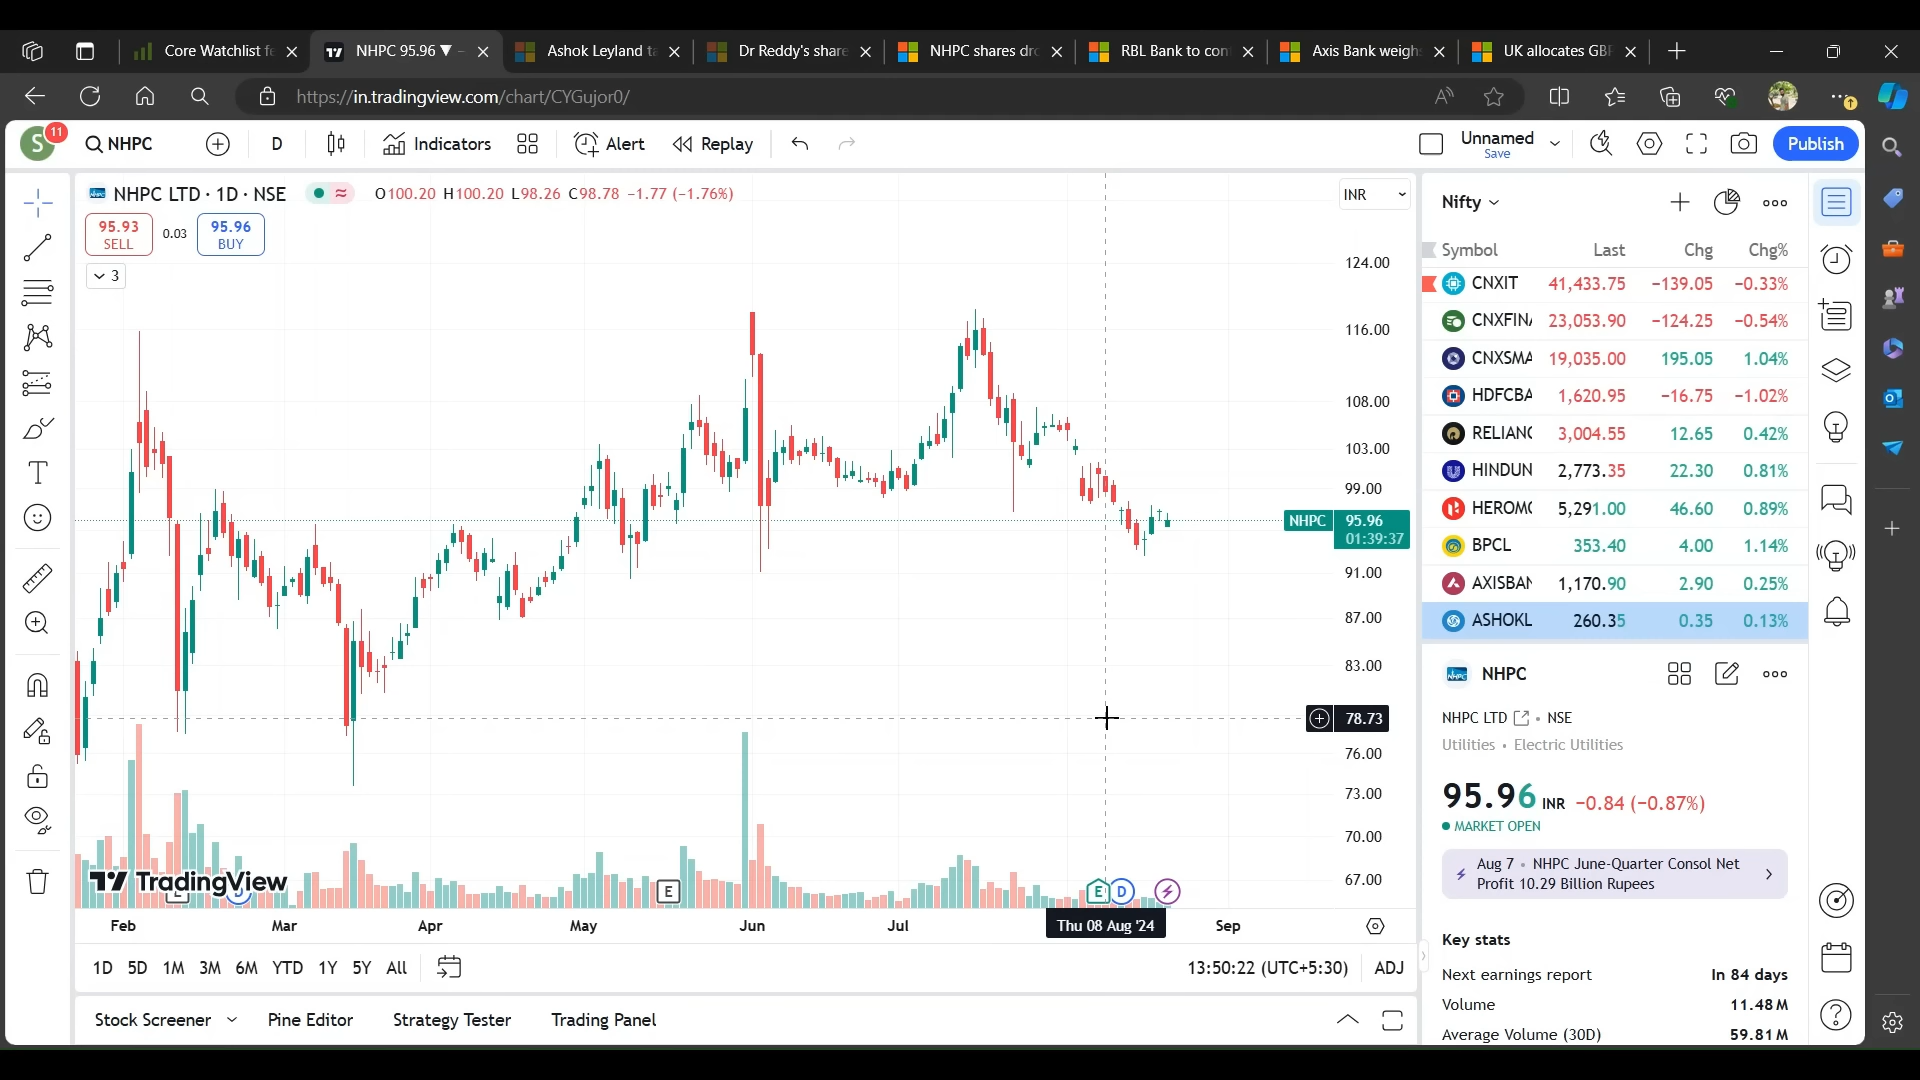 Core Watchlist fe
NHPC 95.96 ▼ –
Ashok Leyland ta
Dr Reddy's share
NHPC shares dro
RBL Bank to con
Axis Bank weighs
UK allocates GBP
https://in.tradingview.com/chart/CYGujor0/
S
11
NHPC
D
Indicators
Alert
Replay
Unnamed
Save
Publish
NHPC LTD · 1D · NSE
O100.20 H100.20 L98.26 C98.78 −1.77 (−1.76%)
INR
95.93
SELL
0.03
95.96
BUY
3
124.00
116.00
108.00
103.00
99.00
NHPC 95.96
01:39:37
91.00
87.00
83.00
78.73
76.00
73.00
70.00
67.00
TradingView
E
D
E
E
D
Feb Mar Apr May Jun Jul Thu 08 Aug '24 Sep
1D 5D 1M 3M 6M YTD 1Y 5Y All
13:50:22 (UTC+5:30) ADJ
Stock Screener Pine Editor Strategy Tester Trading Panel
Nifty
Symbol Last Chg Chg%
CNXIT 41,433.75 −139.05 −0.33%
CNXFIN 23,053.90 −124.25 −0.54%
CNXSMA 19,035.00 195.05 1.04%
HDFCBA 1,620.95 −16.75 −1.02%
RELIANC 3,004.55 12.65 0.42%
HINDUN 2,773.35 22.30 0.81%
HEROMO 5,291.00 46.60 0.89%
BPCL 353.40 4.00 1.14%
AXISBAN 1,170.90 2.90 0.25%
ASHOKL 260.35 0.35 0.13%
NHPC
NHPC LTD • NSE
Utilities • Electric Utilities
95.96 INR −0.84 (−0.87%)
MARKET OPEN
Aug 7 • NHPC June-Quarter Consol Net
Profit 10.29 Billion Rupees
Key stats
Next earnings report In 84 days
Volume 11.48M
Average Volume (30D) 59.81M